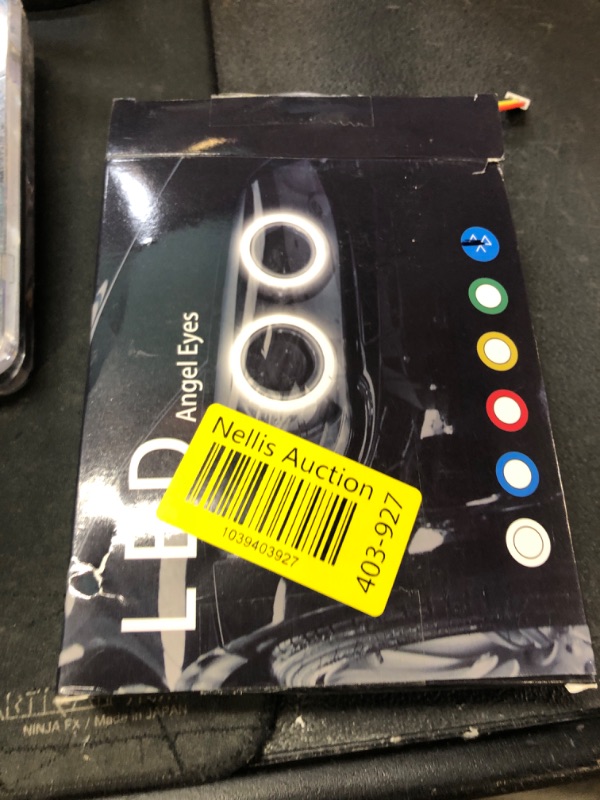 LED
Angel Eyes
Nellis Auction
1039403927
403-927
NINJA FX / Made in JAPAN